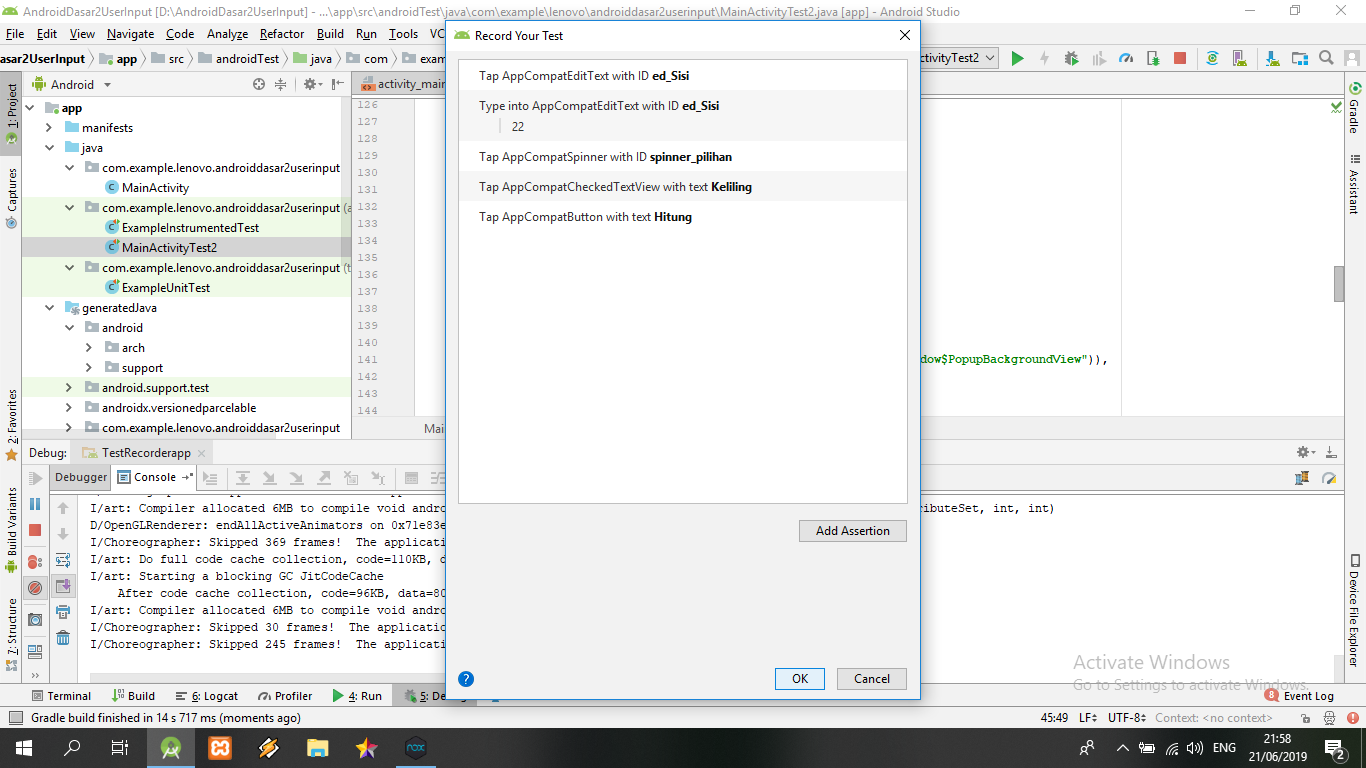 AndroidDasar2UserInput [D:\AndroidDasar2UserInput] - ...\app\src\androidTest\java\com\example\lenovo\androiddasar2userinput\MainActivityTest2.java [app] - Android Studio
File Edit View Navigate Code Analyze Refactor Build Run Tools VC
asar2UserInput app src androidTest java com exam ctivityTest2
Record Your Test
Tap AppCompatEditText with ID ed_Sisi
Type into AppCompatEditText with ID ed_Sisi
22
Tap AppCompatSpinner with ID spinner_pilihan
Tap AppCompatCheckedTextView with text Keliling
Tap AppCompatButton with text Hitung
Add Assertion
OK Cancel
1: Project
Captures
2: Favorites
Build Variants
7: Structure
Android
app
manifests
java
com.example.lenovo.androiddasar2userinput
MainActivity
com.example.lenovo.androiddasar2userinput (a
ExampleInstrumentedTest
MainActivityTest2
com.example.lenovo.androiddasar2userinput (t
ExampleUnitTest
generatedJava
android
arch
support
android.support.test
androidx.versionedparcelable
com.example.lenovo.androiddasar2userinput
activity_mai
126
127
128
129
130
131
132
133
134
135
136
137
138
139
140
141
142
143
144
dow$PopupBackgroundView")),
Mai
Gradle
Assistant
Device File Explorer
Debug: TestRecorderapp
Debugger Console
I/art: Compiler allocated 6MB to compile void andro
ributeSet, int, int)
D/OpenGLRenderer: endAllActiveAnimators on 0x71e83e
I/Choreographer: Skipped 369 frames! The applicatio
I/art: Do full code cache collection, code=110KB, d
I/art: Starting a blocking GC JitCodeCache
After code cache collection, code=96KB, data=80
I/art: Compiler allocated 6MB to compile void andro
I/Choreographer: Skipped 30 frames! The application
I/Choreographer: Skipped 245 frames! The applicati
Activate Windows
Go to Settings to activate Windows.
Terminal Build 6: Logcat Profiler 4: Run 5: De 8 Event Log
Gradle build finished in 14 s 717 ms (moments ago) 45:49 LF UTF-8 Context: <no context>
nox ENG 21:58
21/06/2019 2